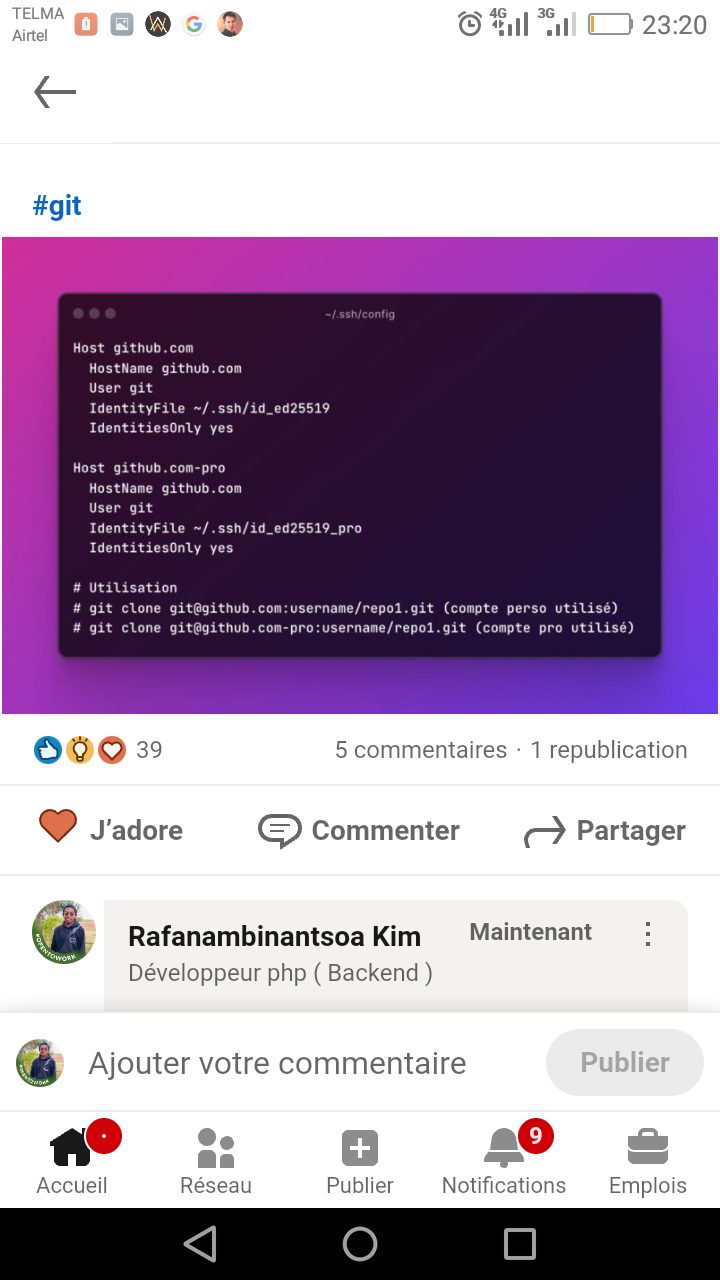 TELMA
Airtel
4G
3G
23:20
#git
~/.ssh/config
Host github.com
  HostName github.com
  User git
  IdentityFile ~/.ssh/id_ed25519
  IdentitiesOnly yes
Host github.com-pro
  HostName github.com
  User git
  IdentityFile ~/.ssh/id_ed25519_pro
  IdentitiesOnly yes
# Utilisation
# git clone git@github.com:username/repo1.git (compte perso utilisé)
# git clone git@github.com-pro:username/repo1.git (compte pro utilisé)
39
5 commentaires · 1 republication
J’adore
Commenter
Partager
#OPENTOWORK
Rafanambinantsoa Kim
Maintenant
Développeur php ( Backend )
#OPENTOWORK
Ajouter votre commentaire
Publier
9
Accueil
Réseau
Publier
Notifications
Emplois